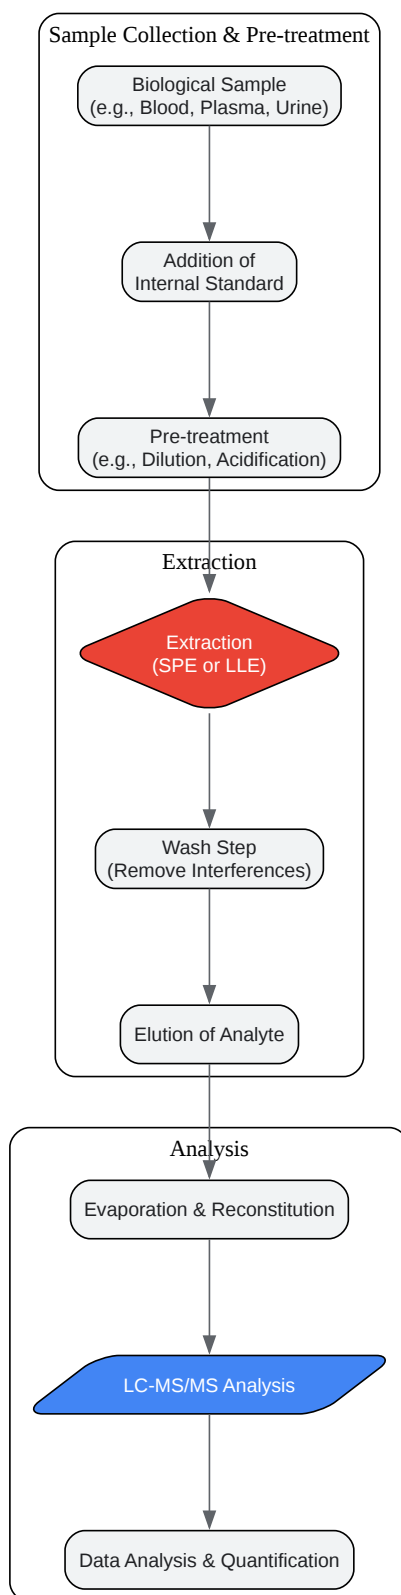 Sample Collection & Pre-treatment
Biological Sample
(e.g., Blood, Plasma, Urine)
Addition of
Internal Standard
Pre-treatment
(e.g., Dilution, Acidification)
Extraction
Extraction
(SPE or LLE)
Wash Step
(Remove Interferences)
Elution of Analyte
Analysis
Evaporation & Reconstitution
LC-MS/MS Analysis
Data Analysis & Quantification